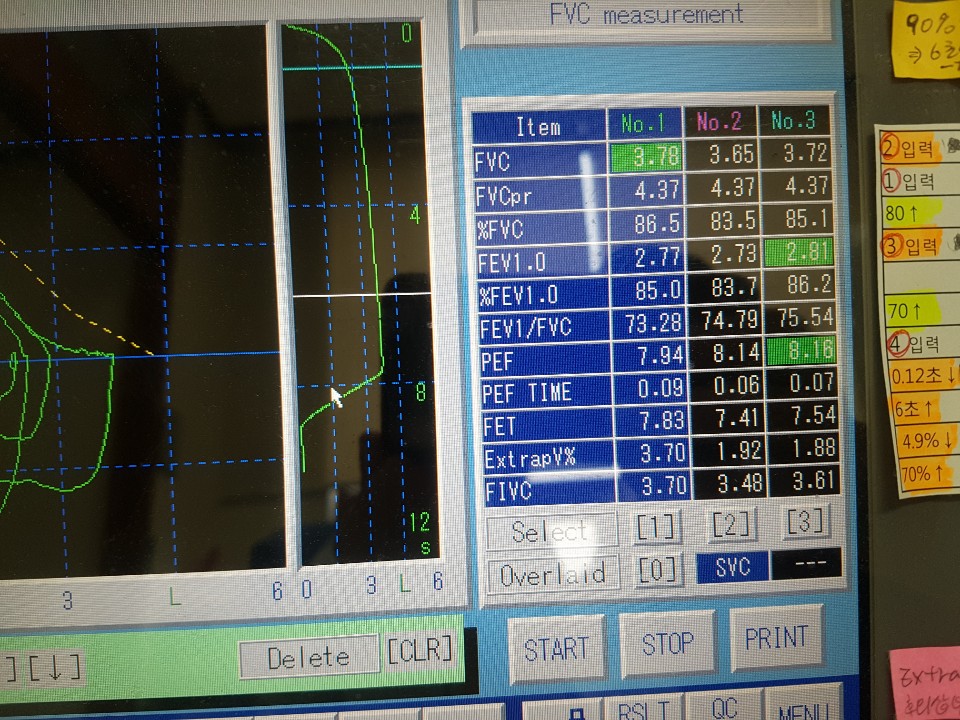 FVC measurement
0
4
8
12
s
3
L
6
0
3
L
6
Item No.1 No.2 No.3
FVC 3.78 3.65 3.72
FVCpr 4.37 4.37 4.37
%FVC 86.5 83.5 85.1
FEV1.0 2.77 2.73 2.81
%FEV1.0 85.0 83.7 86.2
FEV1/FVC 73.28 74.79 75.54
PEF 7.94 8.14 8.16
PEF TIME 0.09 0.06 0.07
FET 7.83 7.41 7.54
ExtrapV% 3.70 1.92 1.88
FIVC 3.70 3.48 3.61
Select [1] [2] [3]
Overlaid [0] SVC ---
START STOP PRINT
][↓] Delete [CLR]
RSLT QC MENU
90%
⇒ 6초
②입력
①입력
80↑
③입력
70↑
④입력
0.12초↓
6초↑
4.9%↓
70%↑
Extra